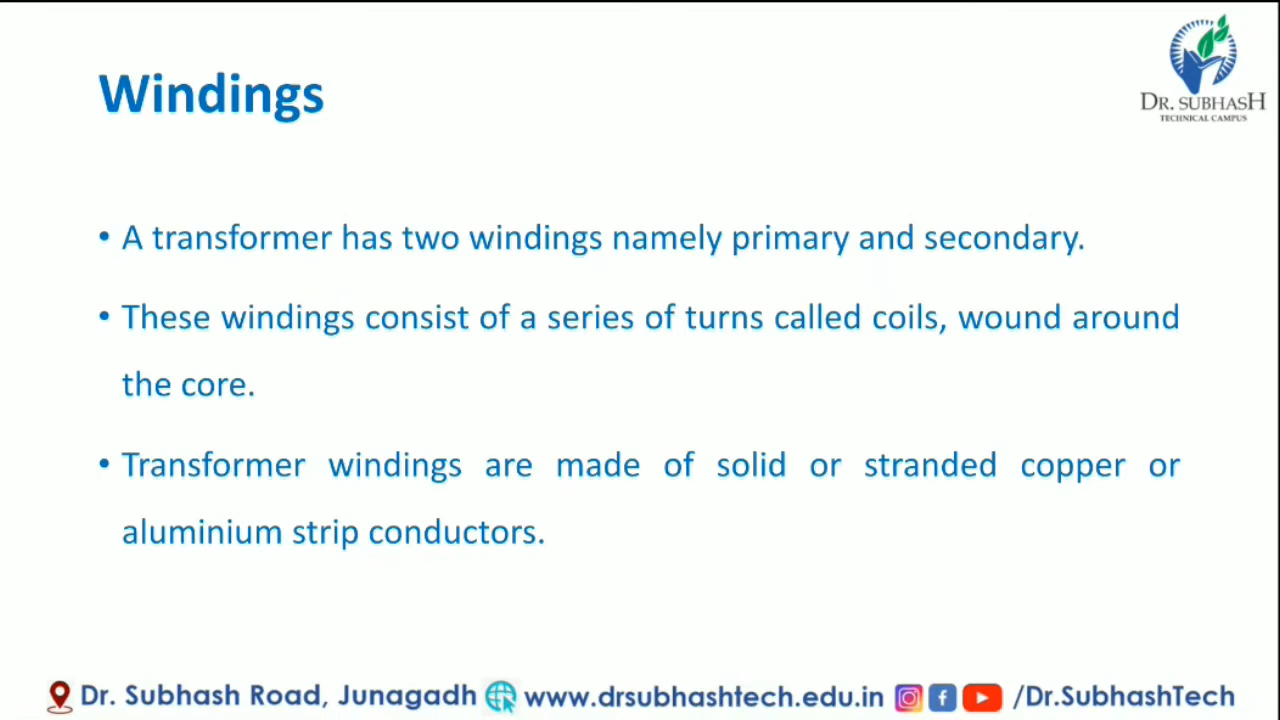 Windings
DR. SUBHASH
TECHNICAL CAMPUS
• A transformer has two windings namely primary and secondary.
• These windings consist of a series of turns called coils, wound around
the core.
• Transformer windings are made of solid or stranded copper or
aluminium strip conductors.
Dr. Subhash Road, Junagadh www.drsubhashtech.edu.in /Dr.SubhashTech